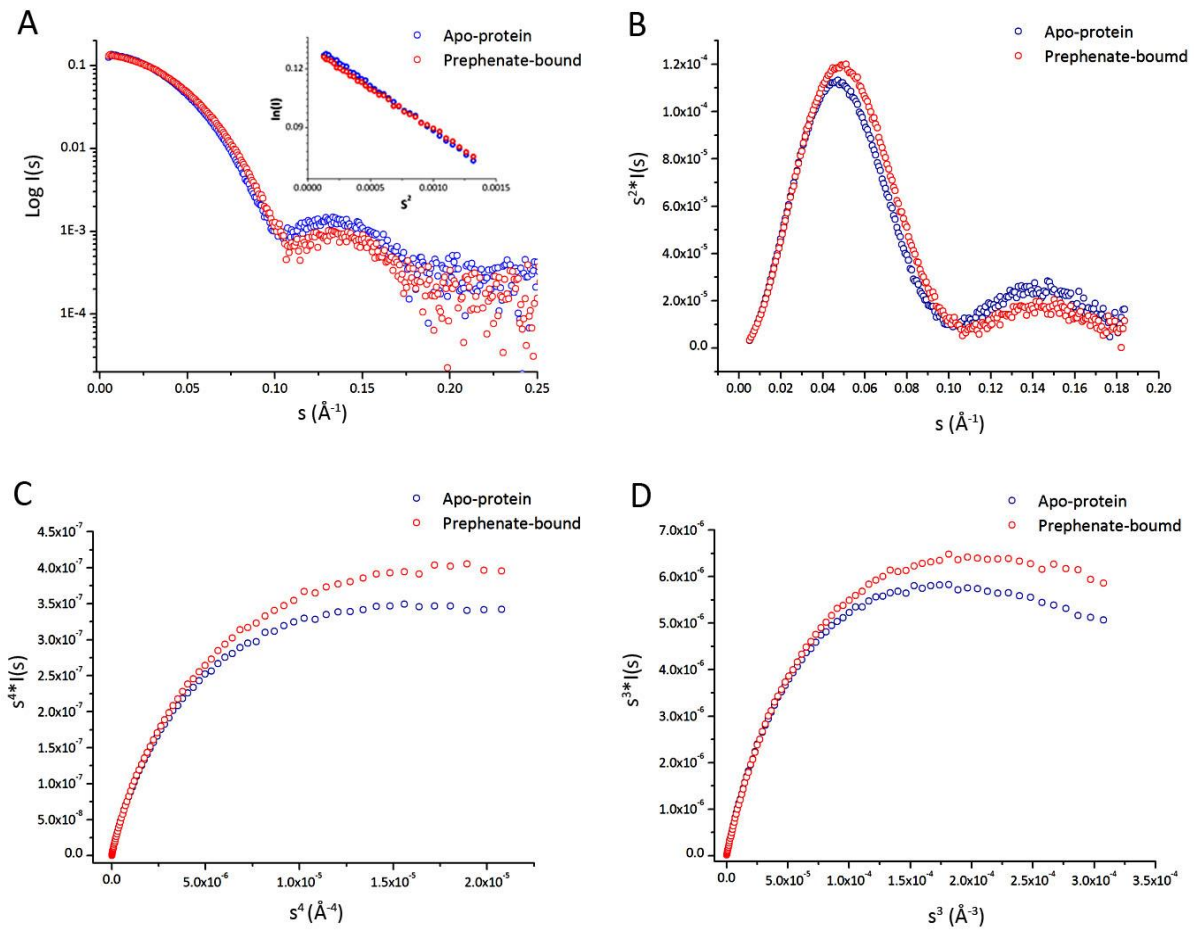 A
Apo-protein
Prephenate-bound
Log I(s)
0.1
0.01
1E-3
1E-4
0.00 0.05 0.10 0.15 0.20 0.25
s (Å⁻¹)
ln(I)
0.12
0.09
0.0000 0.0005 0.0010 0.0015
s²
B
Apo-protein
Prephenate-boumd
s²*I(s)
1.2x10⁻⁴
1.0x10⁻⁴
8.0x10⁻⁵
6.0x10⁻⁵
4.0x10⁻⁵
2.0x10⁻⁵
0.0
0.00 0.02 0.04 0.06 0.08 0.10 0.12 0.14 0.16 0.18 0.20
s (Å⁻¹)
C
Apo-protein
Prephenate-bound
s⁴*I(s)
4.5x10⁻⁷
4.0x10⁻⁷
3.5x10⁻⁷
3.0x10⁻⁷
2.5x10⁻⁷
2.0x10⁻⁷
1.5x10⁻⁷
1.0x10⁻⁷
5.0x10⁻⁸
0.0
0.0 5.0x10⁻⁶ 1.0x10⁻⁵ 1.5x10⁻⁵ 2.0x10⁻⁵
s⁴ (Å⁻⁴)
D
Apo-protein
Prephenate-boumd
s³*I(s)
7.0x10⁻⁶
6.0x10⁻⁶
5.0x10⁻⁶
4.0x10⁻⁶
3.0x10⁻⁶
2.0x10⁻⁶
1.0x10⁻⁶
0.0
0.0 5.0x10⁻⁵ 1.0x10⁻⁴ 1.5x10⁻⁴ 2.0x10⁻⁴ 2.5x10⁻⁴ 3.0x10⁻⁴ 3.5x10⁻⁴
s³ (Å⁻³)